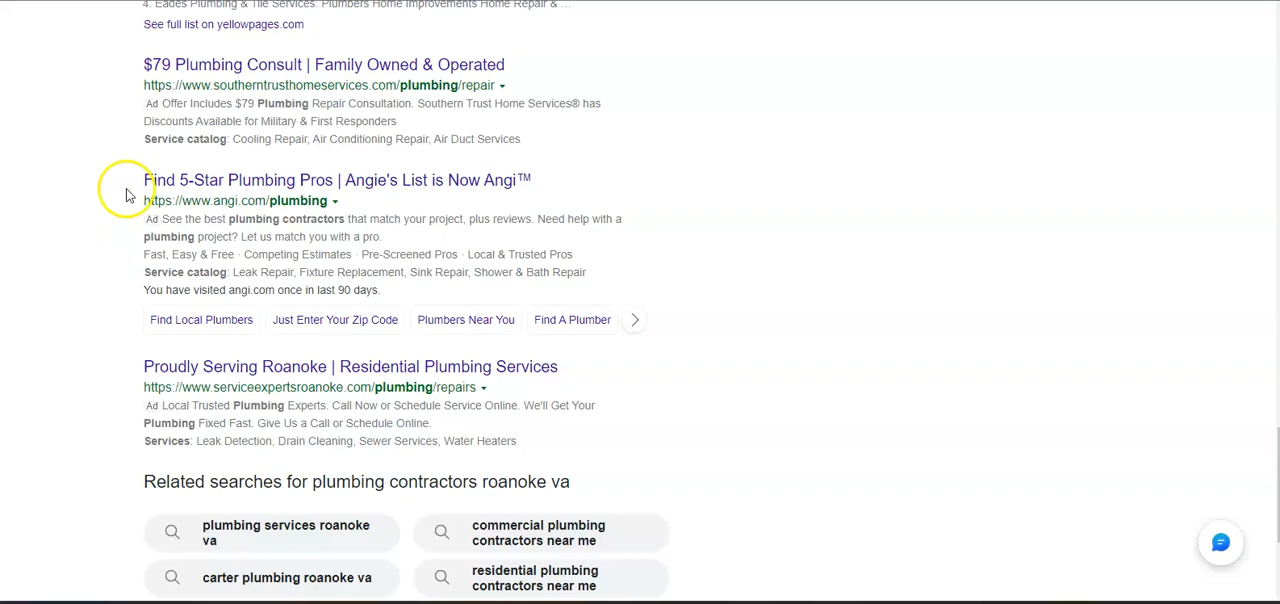 4. Eades Plumbing & Tile Services. Plumbers Home Improvements Home Repair & …
See full list on yellowpages.com
$79 Plumbing Consult | Family Owned & Operated
https://www.southerntrusthomeservices.com/plumbing/repair
Ad Offer Includes $79 Plumbing Repair Consultation. Southern Trust Home Services® has
Discounts Available for Military & First Responders
Service catalog: Cooling Repair, Air Conditioning Repair, Air Duct Services
Find 5-Star Plumbing Pros | Angie's List is Now Angi™
https://www.angi.com/plumbing
Ad See the best plumbing contractors that match your project, plus reviews. Need help with a
plumbing project? Let us match you with a pro.
Fast, Easy & Free · Competing Estimates · Pre-Screened Pros · Local & Trusted Pros
Service catalog: Leak Repair, Fixture Replacement, Sink Repair, Shower & Bath Repair
You have visited angi.com once in last 90 days.
Find Local Plumbers Just Enter Your Zip Code Plumbers Near You Find A Plumber
Proudly Serving Roanoke | Residential Plumbing Services
https://www.serviceexpertsroanoke.com/plumbing/repairs
Ad Local Trusted Plumbing Experts. Call Now or Schedule Service Online. We'll Get Your
Plumbing Fixed Fast. Give Us a Call or Schedule Online.
Services: Leak Detection, Drain Cleaning, Sewer Services, Water Heaters
Related searches for plumbing contractors roanoke va
plumbing services roanoke
va
commercial plumbing
contractors near me
carter plumbing roanoke va
residential plumbing
contractors near me